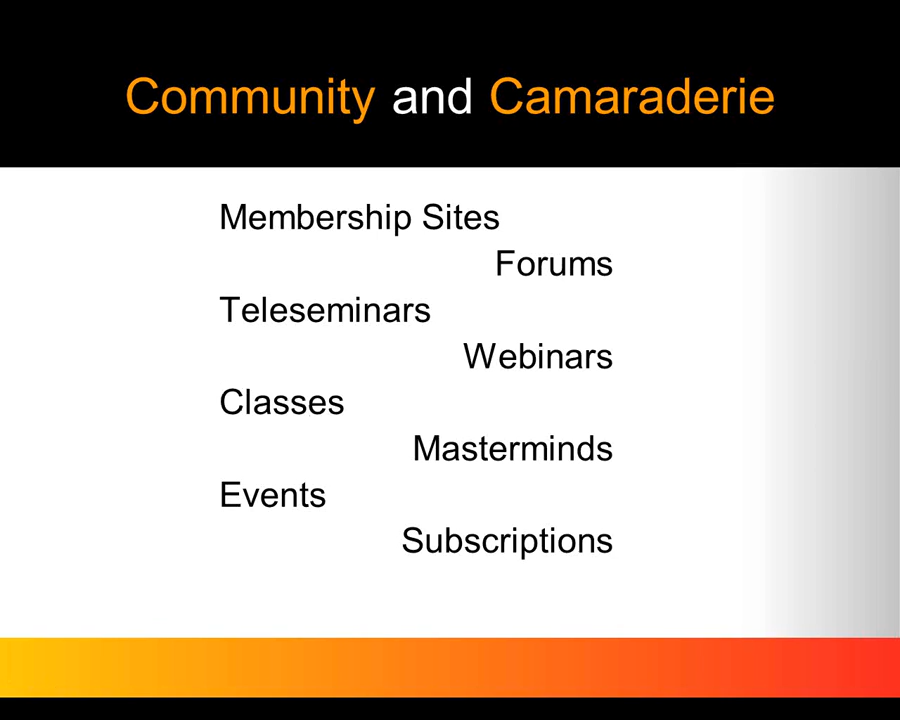 Community and Camaraderie
Membership Sites
Forums
Teleseminars
Webinars
Classes
Masterminds
Events
Subscriptions